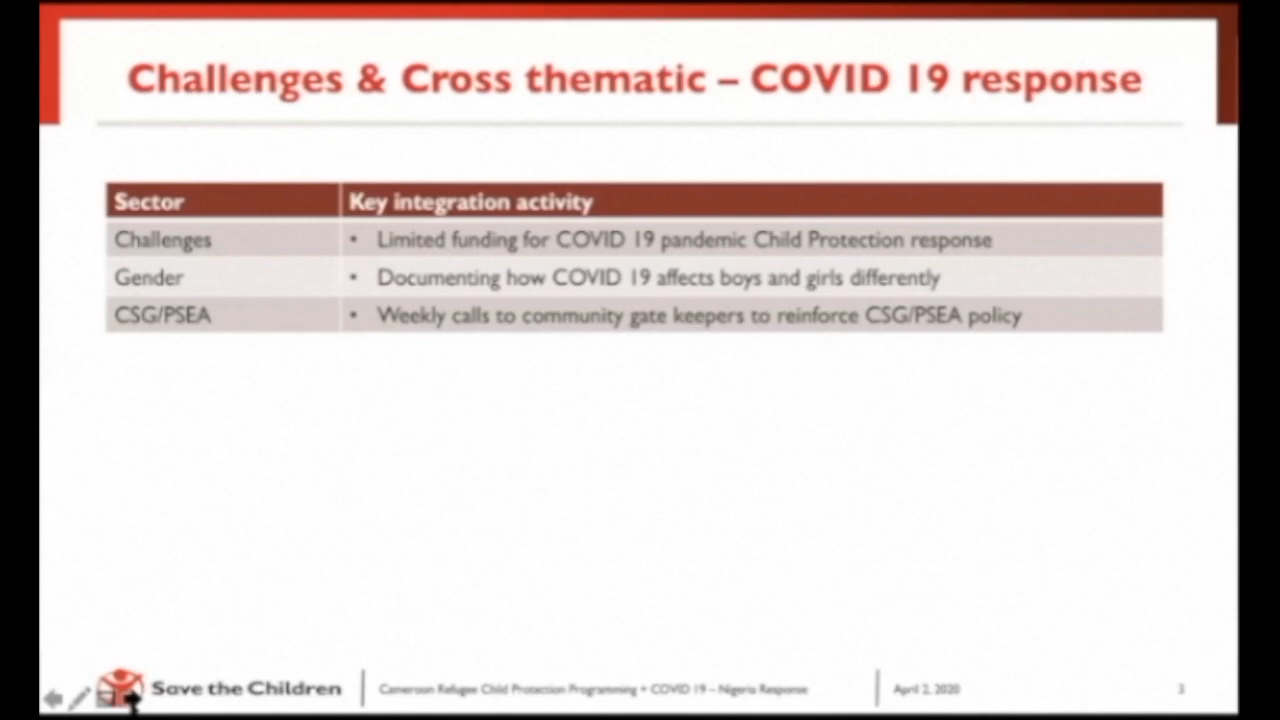 Challenges & Cross thematic – COVID 19 response
Sector Key integration activity
Challenges • Limited funding for COVID 19 pandemic Child Protection response
Gender • Documenting how COVID 19 affects boys and girls differently
CSG/PSEA • Weekly calls to community gate keepers to reinforce CSG/PSEA policy
Save the Children Cameroon Refugee Child Protection Programming + COVID 19 – Nigeria Response April 2, 2020 3